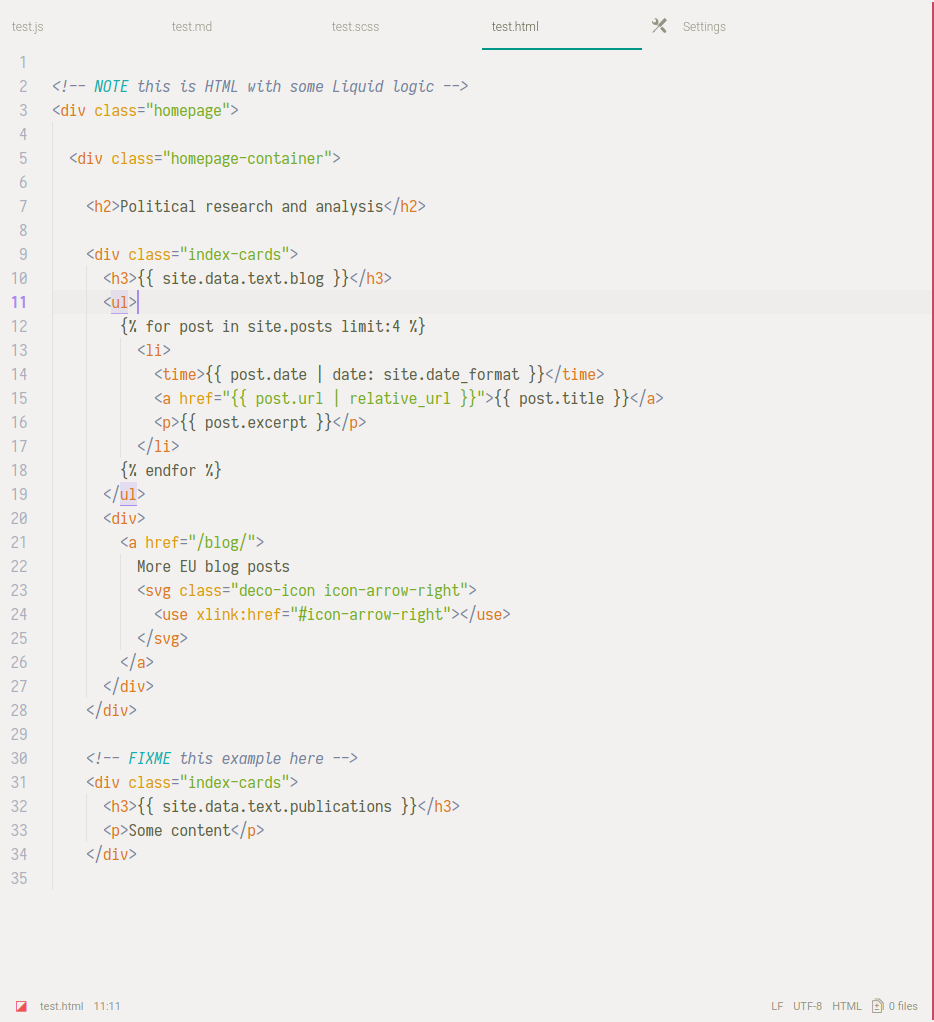 test.js test.md test.scss test.html Settings
1
2 <!-- NOTE this is HTML with some Liquid logic -->
3 <div class="homepage">
4
5   <div class="homepage-container">
6
7     <h2>Political research and analysis</h2>
8
9     <div class="index-cards">
10       <h3>{{ site.data.text.blog }}</h3>
11       <ul>
12         {% for post in site.posts limit:4 %}
13           <li>
14             <time>{{ post.date | date: site.date_format }}</time>
15             <a href="{{ post.url | relative_url }}">{{ post.title }}</a>
16             <p>{{ post.excerpt }}</p>
17           </li>
18         {% endfor %}
19       </ul>
20       <div>
21         <a href="/blog/">
22           More EU blog posts
23           <svg class="deco-icon icon-arrow-right">
24             <use xlink:href="#icon-arrow-right"></use>
25           </svg>
26         </a>
27       </div>
28     </div>
29
30     <!-- FIXME this example here -->
31     <div class="index-cards">
32       <h3>{{ site.data.text.publications }}</h3>
33       <p>Some content</p>
34     </div>
35
test.html 11:11 LF UTF-8 HTML 0 files